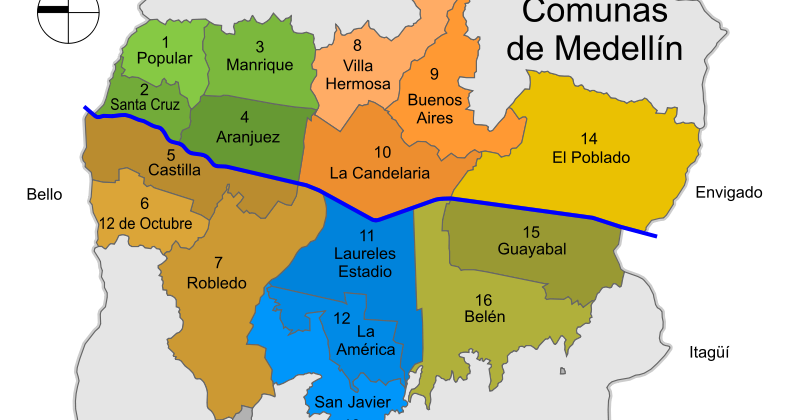 Comunas
de Medellín
1
Popular
3
Manrique
8
Villa
Hermosa
9
Buenos
Aires
2
Santa Cruz
4
Aranjuez
10
La Candelaria
14
El Poblado
5
Castilla
Bello
6
12 de Octubre
Envigado
7
Robledo
11
Laureles
Estadio
15
Guayabal
16
Belén
12
La
América
Itagüí
San Javier